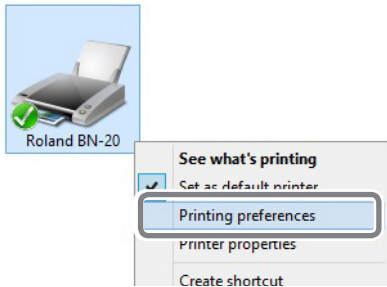 Roland BN-20
See what's printing
Set as default printer
Printing preferences
Printer properties
Create shortcut